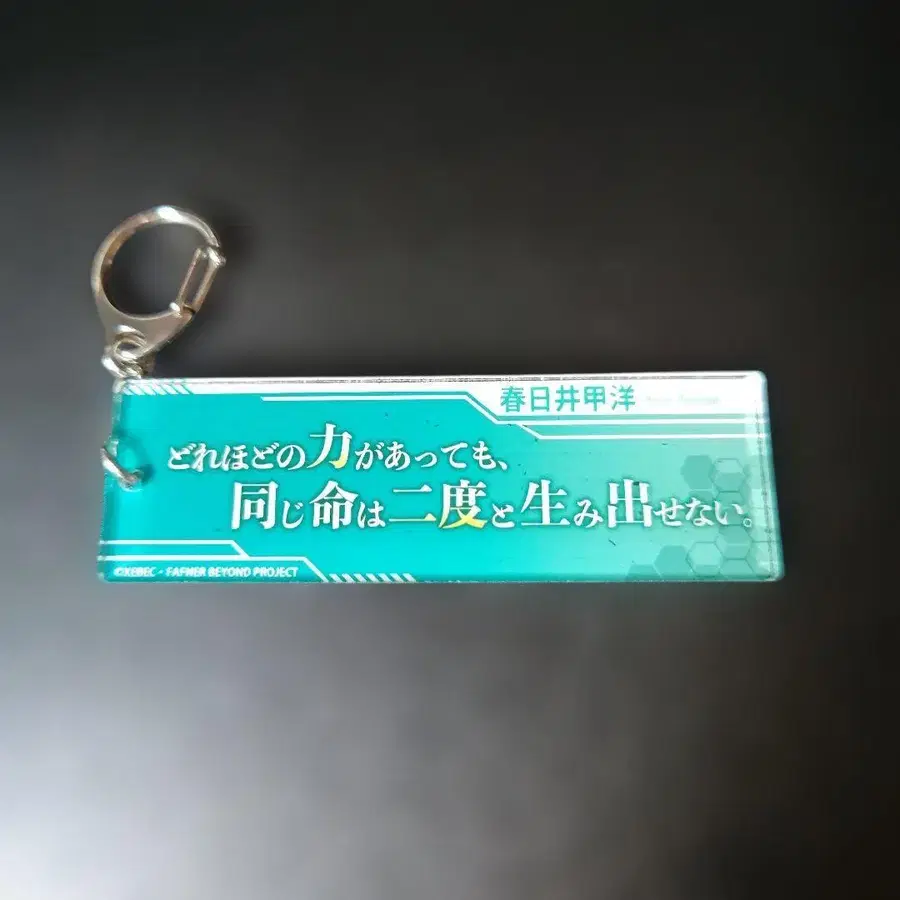 春日井甲洋
どれほどの力があっても、
同じ命は二度と生み出せない。
©XEBEC・FAFNER BEYOND PROJECT